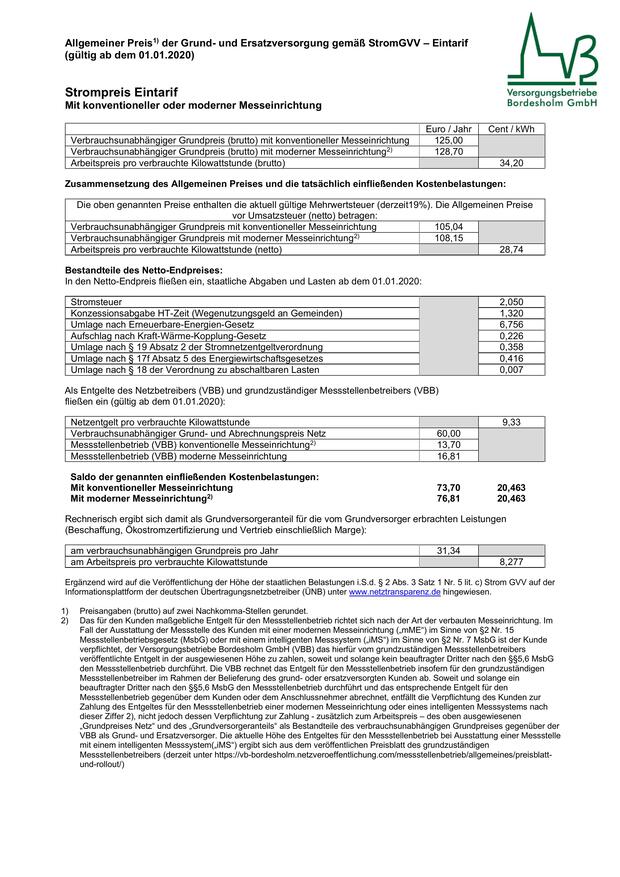 Allgemeiner Preis1) der Grund- und Ersatzversorgung gemäß StromGVV – Eintarif
(gültig ab dem 01.01.2020)
Versorgungsbetriebe
Bordesholm GmbH
Strompreis Eintarif
Mit konventioneller oder moderner Messeinrichtung
Euro / Jahr Cent / kWh
Verbrauchsunabhängiger Grundpreis (brutto) mit konventioneller Messeinrichtung 125,00
Verbrauchsunabhängiger Grundpreis (brutto) mit moderner Messeinrichtung2) 128,70
Arbeitspreis pro verbrauchte Kilowattstunde (brutto) 34,20
Zusammensetzung des Allgemeinen Preises und die tatsächlich einfließenden Kostenbelastungen:
Die oben genannten Preise enthalten die aktuell gültige Mehrwertsteuer (derzeit19%). Die Allgemeinen Preise
vor Umsatzsteuer (netto) betragen:
Verbrauchsunabhängiger Grundpreis mit konventioneller Messeinrichtung 105,04
Verbrauchsunabhängiger Grundpreis mit moderner Messeinrichtung2) 108,15
Arbeitspreis pro verbrauchte Kilowattstunde (netto) 28,74
Bestandteile des Netto-Endpreises:
In den Netto-Endpreis fließen ein, staatliche Abgaben und Lasten ab dem 01.01.2020:
Stromsteuer 2,050
Konzessionsabgabe HT-Zeit (Wegenutzungsgeld an Gemeinden) 1,320
Umlage nach Erneuerbare-Energien-Gesetz 6,756
Aufschlag nach Kraft-Wärme-Kopplung-Gesetz 0,226
Umlage nach § 19 Absatz 2 der Stromnetzentgeltverordnung 0,358
Umlage nach § 17f Absatz 5 des Energiewirtschaftsgesetzes 0,416
Umlage nach § 18 der Verordnung zu abschaltbaren Lasten 0,007
Als Entgelte des Netzbetreibers (VBB) und grundzuständiger Messstellenbetreibers (VBB)
fließen ein (gültig ab dem 01.01.2020):
Netzentgelt pro verbrauchte Kilowattstunde 9,33
Verbrauchsunabhängiger Grund- und Abrechnungspreis Netz 60,00
Messstellenbetrieb (VBB) konventionelle Messeinrichtung2) 13,70
Messstellenbetrieb (VBB) moderne Messeinrichtung 16,81
Saldo der genannten einfließenden Kostenbelastungen:
Mit konventioneller Messeinrichtung 73,70 20,463
Mit moderner Messeinrichtung2) 76,81 20,463
Rechnerisch ergibt sich damit als Grundversorgeranteil für die vom Grundversorger erbrachten Leistungen
(Beschaffung, Ökostromzertifizierung und Vertrieb einschließlich Marge):
am verbrauchsunabhängigen Grundpreis pro Jahr 31,34
am Arbeitspreis pro verbrauchte Kilowattstunde 8,277
Ergänzend wird auf die Veröffentlichung der Höhe der staatlichen Belastungen i.S.d. § 2 Abs. 3 Satz 1 Nr. 5 lit. c) Strom GVV auf der
Informationsplattform der deutschen Übertragungsnetzbetreiber (ÜNB) unter www.netztransparenz.de hingewiesen.
1) Preisangaben (brutto) auf zwei Nachkomma-Stellen gerundet.
2) Das für den Kunden maßgebliche Entgelt für den Messstellenbetrieb richtet sich nach der Art der verbauten Messeinrichtung. Im
Fall der Ausstattung der Messstelle des Kunden mit einer modernen Messeinrichtung („mME“) im Sinne von §2 Nr. 15
Messstellenbetriebsgesetz (MsbG) oder mit einem intelligenten Messsystem („iMS“) im Sinne von §2 Nr. 7 MsbG ist der Kunde
verpflichtet, der Versorgungsbetriebe Bordesholm GmbH (VBB) das hierfür vom grundzuständigen Messstellenbetreibers
veröffentlichte Entgelt in der ausgewiesenen Höhe zu zahlen, soweit und solange kein beauftragter Dritter nach den §§5,6 MsbG
den Messstellenbetrieb durchführt. Die VBB rechnet das Entgelt für den Messstellenbetrieb insofern für den grundzuständigen
Messstellenbetreiber im Rahmen der Belieferung des grund- oder ersatzversorgten Kunden ab. Soweit und solange ein
beauftragter Dritter nach den §§5,6 MsbG den Messstellenbetrieb durchführt und das entsprechende Entgelt für den
Messstellenbetrieb gegenüber dem Kunden oder dem Anschlussnehmer abrechnet, entfällt die Verpflichtung des Kunden zur
Zahlung des Entgeltes für den Messstellenbetrieb einer modernen Messeinrichtung oder eines intelligenten Messsystems nach
dieser Ziffer 2), nicht jedoch dessen Verpflichtung zur Zahlung - zusätzlich zum Arbeitspreis – des oben ausgewiesenen
„Grundpreises Netz“ und des „Grundversorgeranteils“ als Bestandteile des verbrauchsunabhängigen Grundpreises gegenüber der
VBB als Grund- und Ersatzversorger. Die aktuelle Höhe des Entgeltes für den Messstellenbetrieb bei Ausstattung einer Messstelle
mit einem intelligenten Messsystem(„iMS“) ergibt sich aus dem veröffentlichen Preisblatt des grundzuständigen
Messstellenbetreibers (derzeit unter https://vb-bordesholm.netzveroeffentlichung.com/messstellenbetrieb/allgemeines/preisblatt-
und-rollout/)